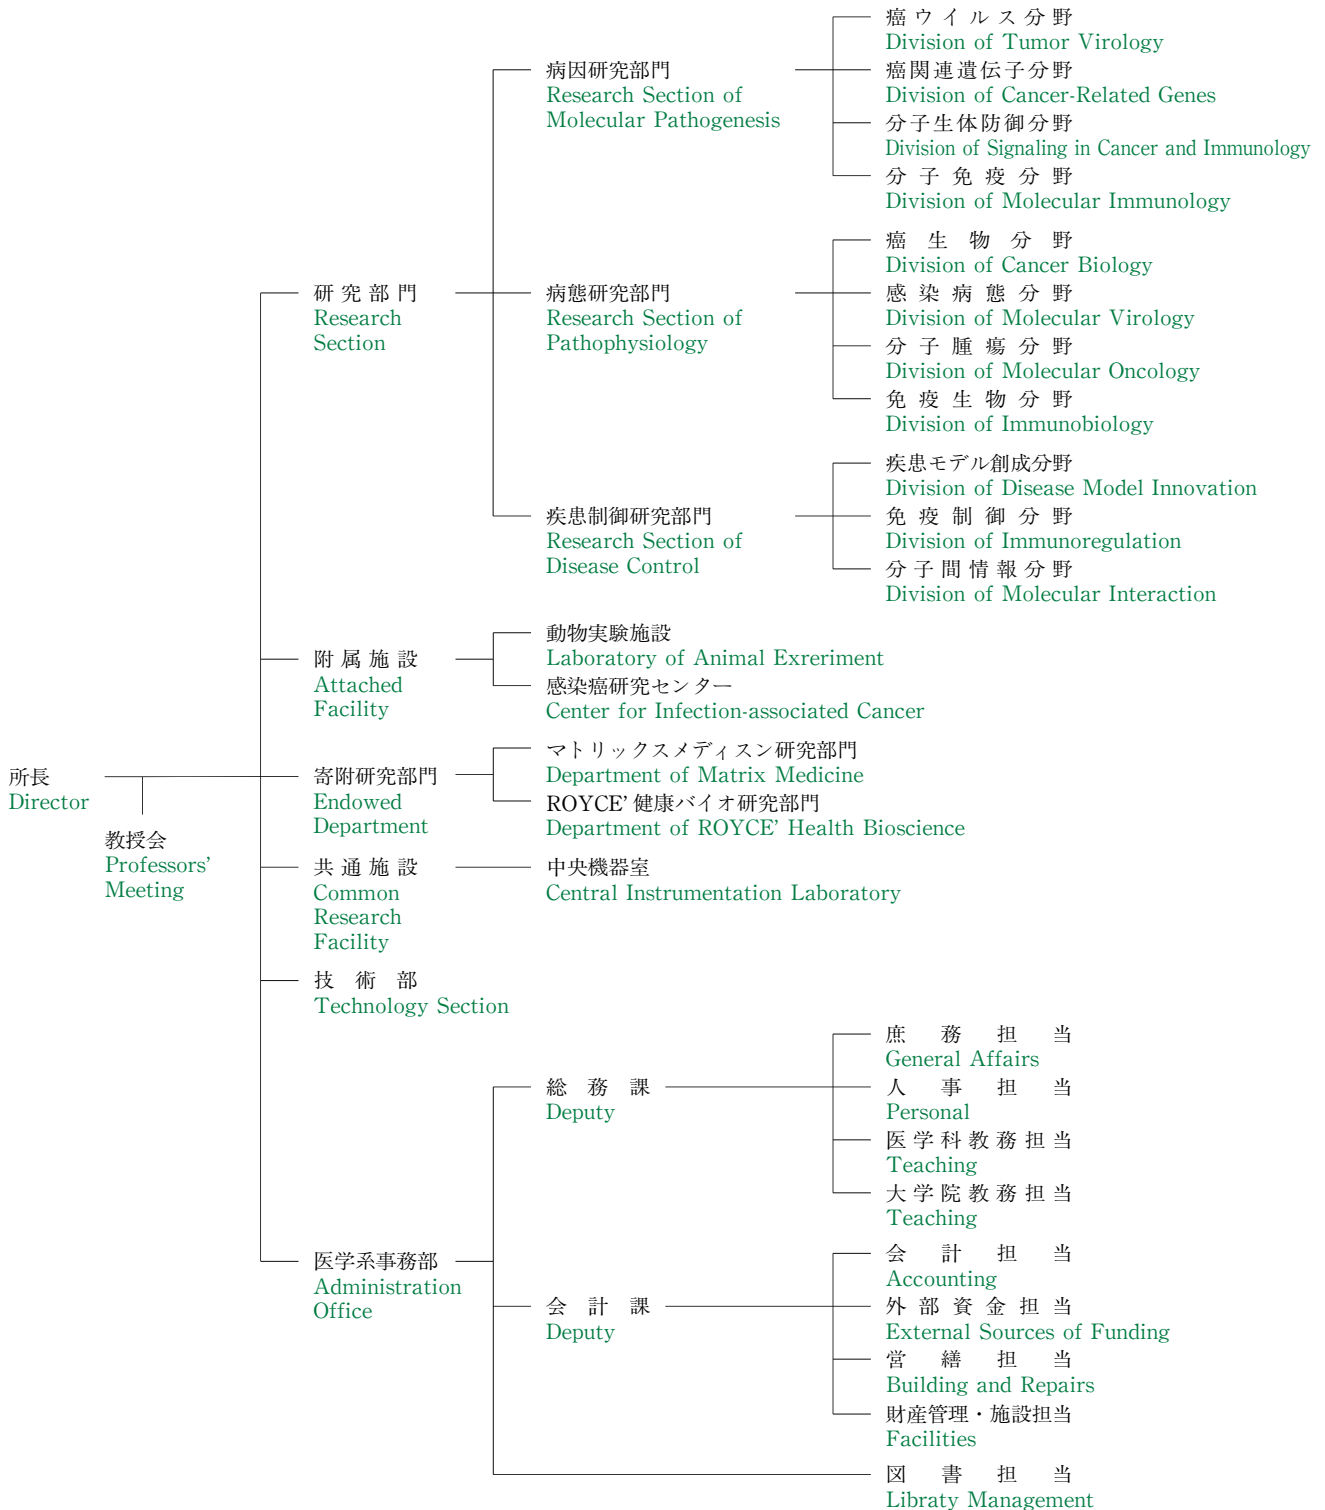 癌ウイルス分野
Division of Tumor Virology
病因研究部門
Research Section of
Molecular Pathogenesis
癌関連遺伝子分野
Division of Cancer-Related Genes
分子生体防御分野
Division of Signaling in Cancer and Immunology
分子免疫分野
Division of Molecular Immunology
癌生物分野
Division of Cancer Biology
研究部門
Research
Section
病態研究部門
Research Section of
Pathophysiology
感染病態分野
Division of Molecular Virology
分子腫瘍分野
Division of Molecular Oncology
免疫生物分野
Division of Immunobiology
疾患モデル創成分野
Division of Disease Model Innovation
疾患制御研究部門
Research Section of
Disease Control
免疫制御分野
Division of Immunoregulation
分子間情報分野
Division of Molecular Interaction
附属施設
Attached
Facility
動物実験施設
Laboratory of Animal Exreriment
感染癌研究センター
Center for Infection-associated Cancer
所長
Director
教授会
Professors'
Meeting
寄附研究部門
Endowed
Department
マトリックスメディスン研究部門
Department of Matrix Medicine
ROYCE' 健康バイオ研究部門
Department of ROYCE' Health Bioscience
共通施設
Common
Research
Facility
中央機器室
Central Instrumentation Laboratory
技術部
Technology Section
医学系事務部
Administration
Office
総務課
Deputy
庶務担当
General Affairs
人事担当
Personal
医学科教務担当
Teaching
大学院教務担当
Teaching
会計課
Deputy
会計担当
Accounting
外部資金担当
External Sources of Funding
営繕担当
Building and Repairs
財産管理・施設担当
Facilities
図書担当
Libraty Management